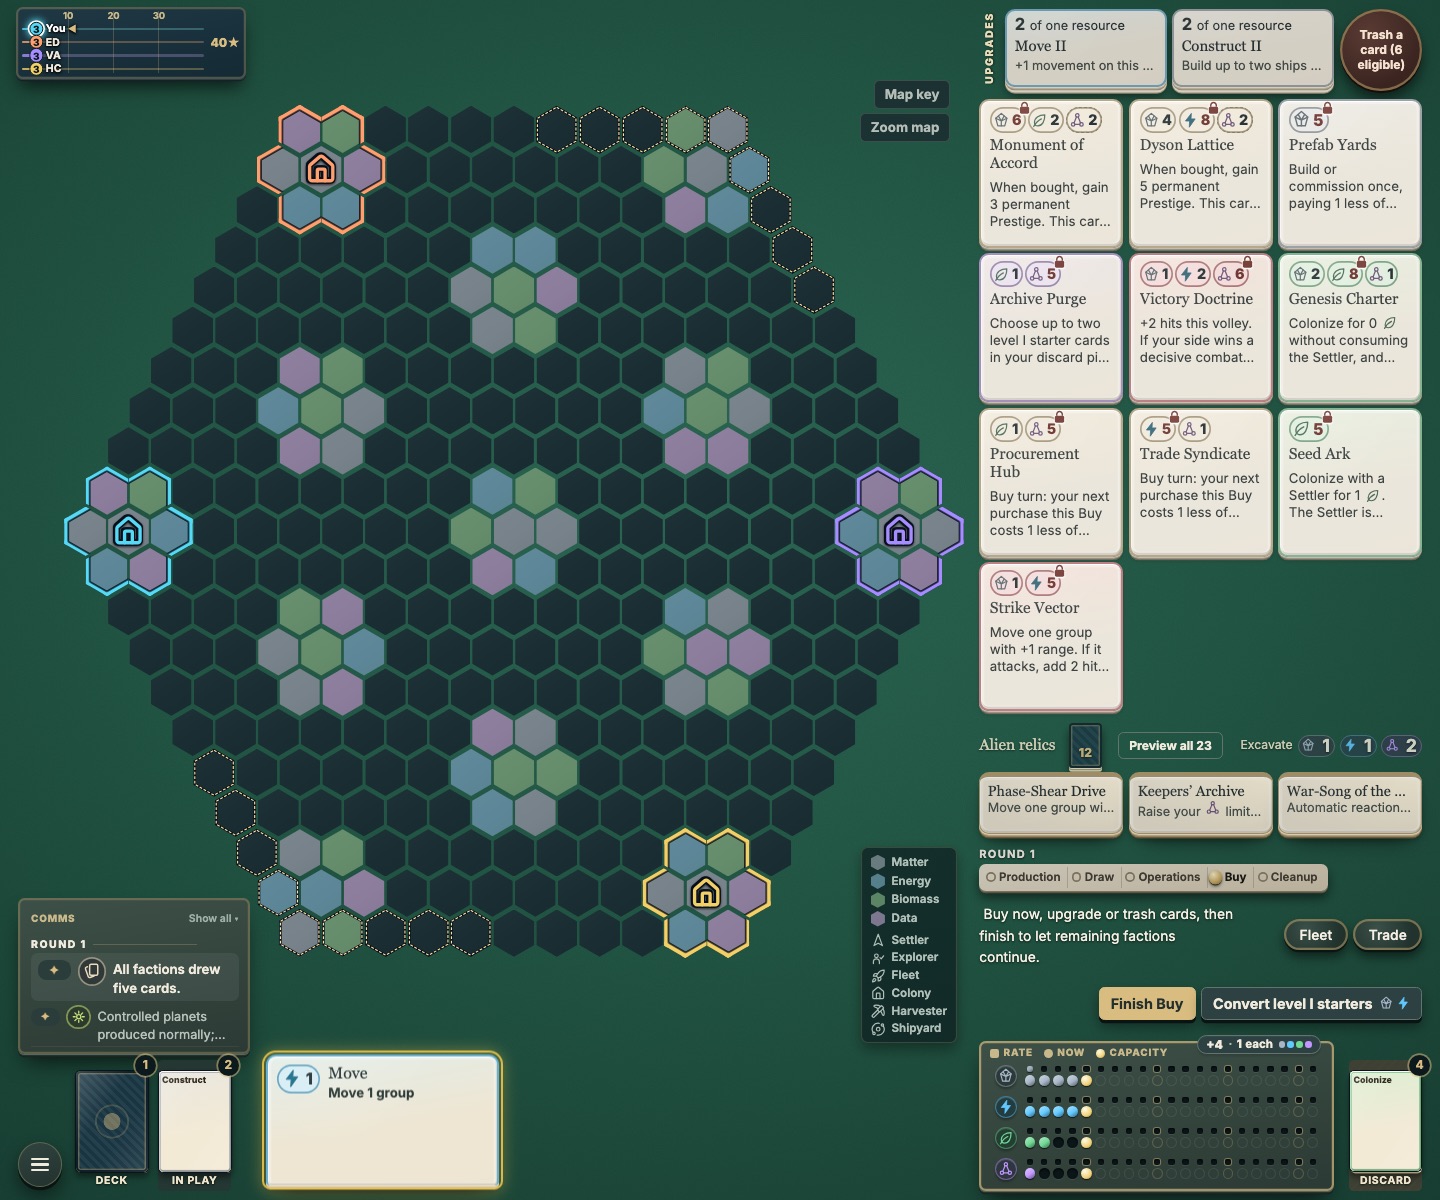 10 20 30
3 You
3 ED
3 VA
3 HC
40★
Map key
Zoom map
UPGRADES
2 of one resource
Move II
+1 movement on this ...
2 of one resource
Construct II
Build up to two ships ...
Trash a
card (6
eligible)
6 2 2
Monument of
Accord
When bought, gain
3 permanent
Prestige. This car...
4 8 2
Dyson Lattice
When bought, gain
5 permanent
Prestige. This car...
5
Prefab Yards
Build or
commission once,
paying 1 less of...
1 5
Archive Purge
Choose up to two
level I starter cards
in your discard pi...
1 2 6
Victory Doctrine
+2 hits this volley.
If your side wins a
decisive combat...
2 8 1
Genesis Charter
Colonize for 0
without consuming
the Settler, and...
1 5
Procurement
Hub
Buy turn: your next
purchase this Buy
costs 1 less of...
5 1
Trade Syndicate
Buy turn: your next
purchase this Buy
costs 1 less of...
5
Seed Ark
Colonize with a
Settler for 1 .
The Settler is...
1 5
Strike Vector
Move one group
with +1 range. If it
attacks, add 2 hit...
Alien relics
12
Preview all 23
Excavate 1 1 2
Phase-Shear Drive
Move one group wi...
Keepers' Archive
Raise your limit...
War-Song of the ...
Automatic reaction...
ROUND 1
Production Draw Operations Buy Cleanup
Buy now, upgrade or trash cards, then
finish to let remaining factions
continue.
Fleet
Trade
Finish Buy
Convert level I starters
Matter
Energy
Biomass
Data
Settler
Explorer
Fleet
Colony
Harvester
Shipyard
COMMS
Show all
ROUND 1
All factions drew
five cards.
Controlled planets
produced normally;...
1
DECK
2
Construct
IN PLAY
1
Move
Move 1 group
RATE NOW CAPACITY
+4 · 1 each
4
Colonize
DISCARD